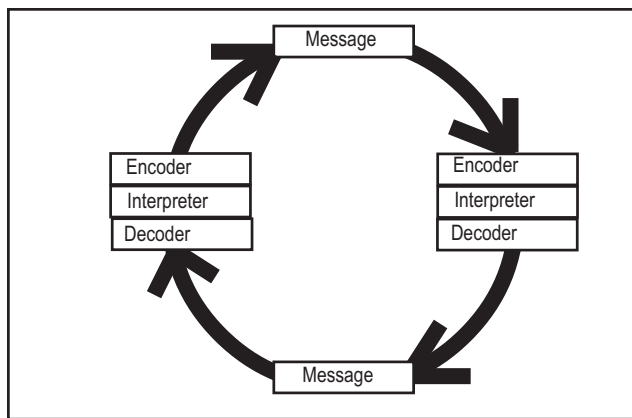 Message
Encoder
Interpreter
Decoder
Encoder
Interpreter
Decoder
Message